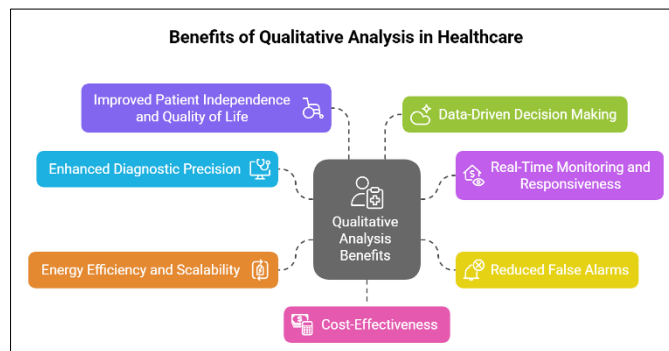 Benefits of Qualitative Analysis in Healthcare
Improved Patient Independence
and Quality of Life
Data-Driven Decision Making
Enhanced Diagnostic Precision
Real-Time Monitoring and
Responsiveness
Qualitative
Analysis
Benefits
Energy Efficiency and Scalability
Reduced False Alarms
Cost-Effectiveness